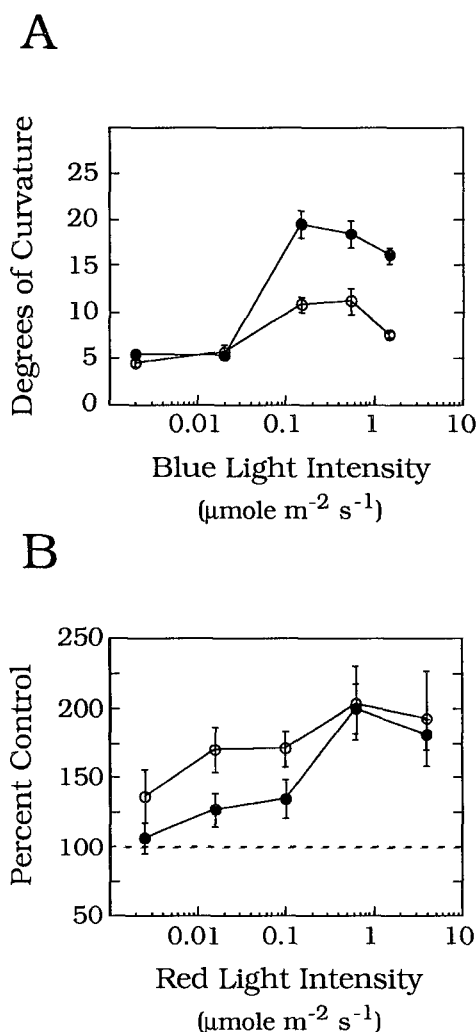 A
Degrees of Curvature
25
20
15
10
5
0
0.01 0.1 1 10
Blue Light Intensity
(μmole m-2 s-1)
B
Percent Control
250
200
150
100
50
0.01 0.1 1 10
Red Light Intensity
(μmole m-2 s-1)